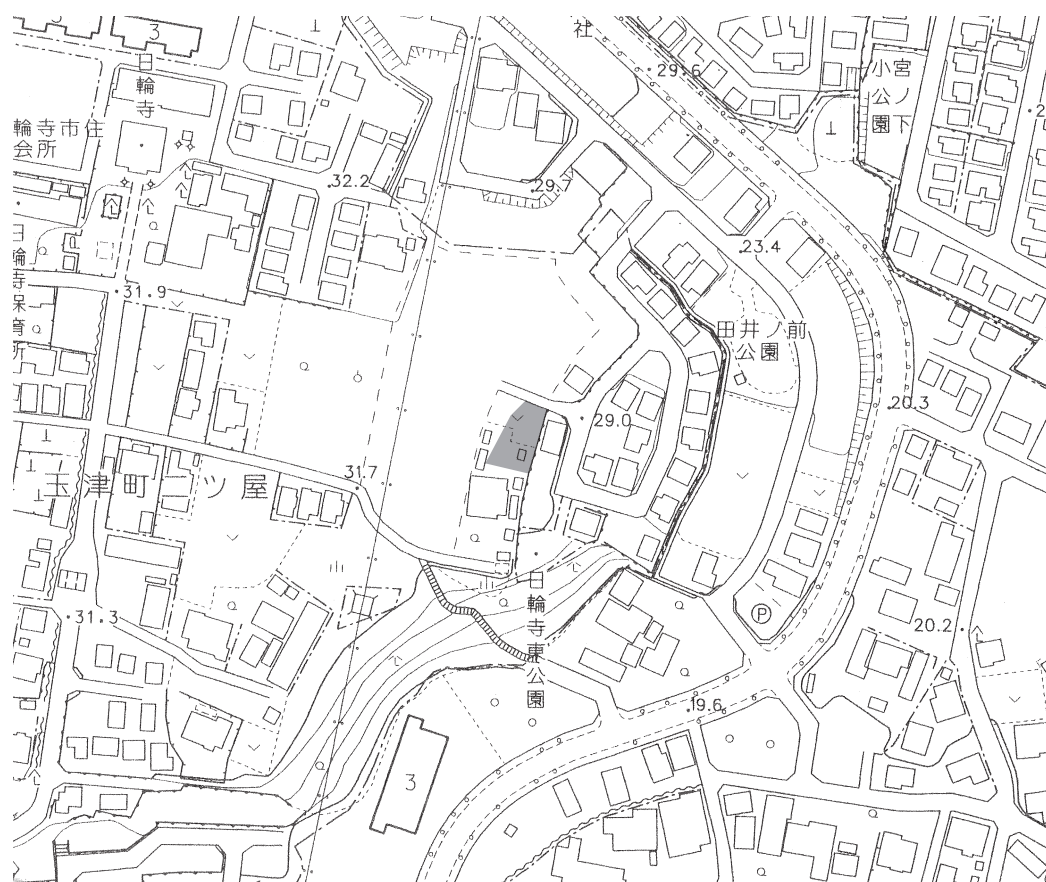 3
社
29.6
小宮
公ノ
園下
日輪寺
輪寺市住
会所
32.2
29.7
23.4
31.9
日輪寺保育所
田井ノ前
公園
29.0
20.3
31.7
玉津町二ツ屋
日輪寺東公園
P
31.3
20.2
19.6
3